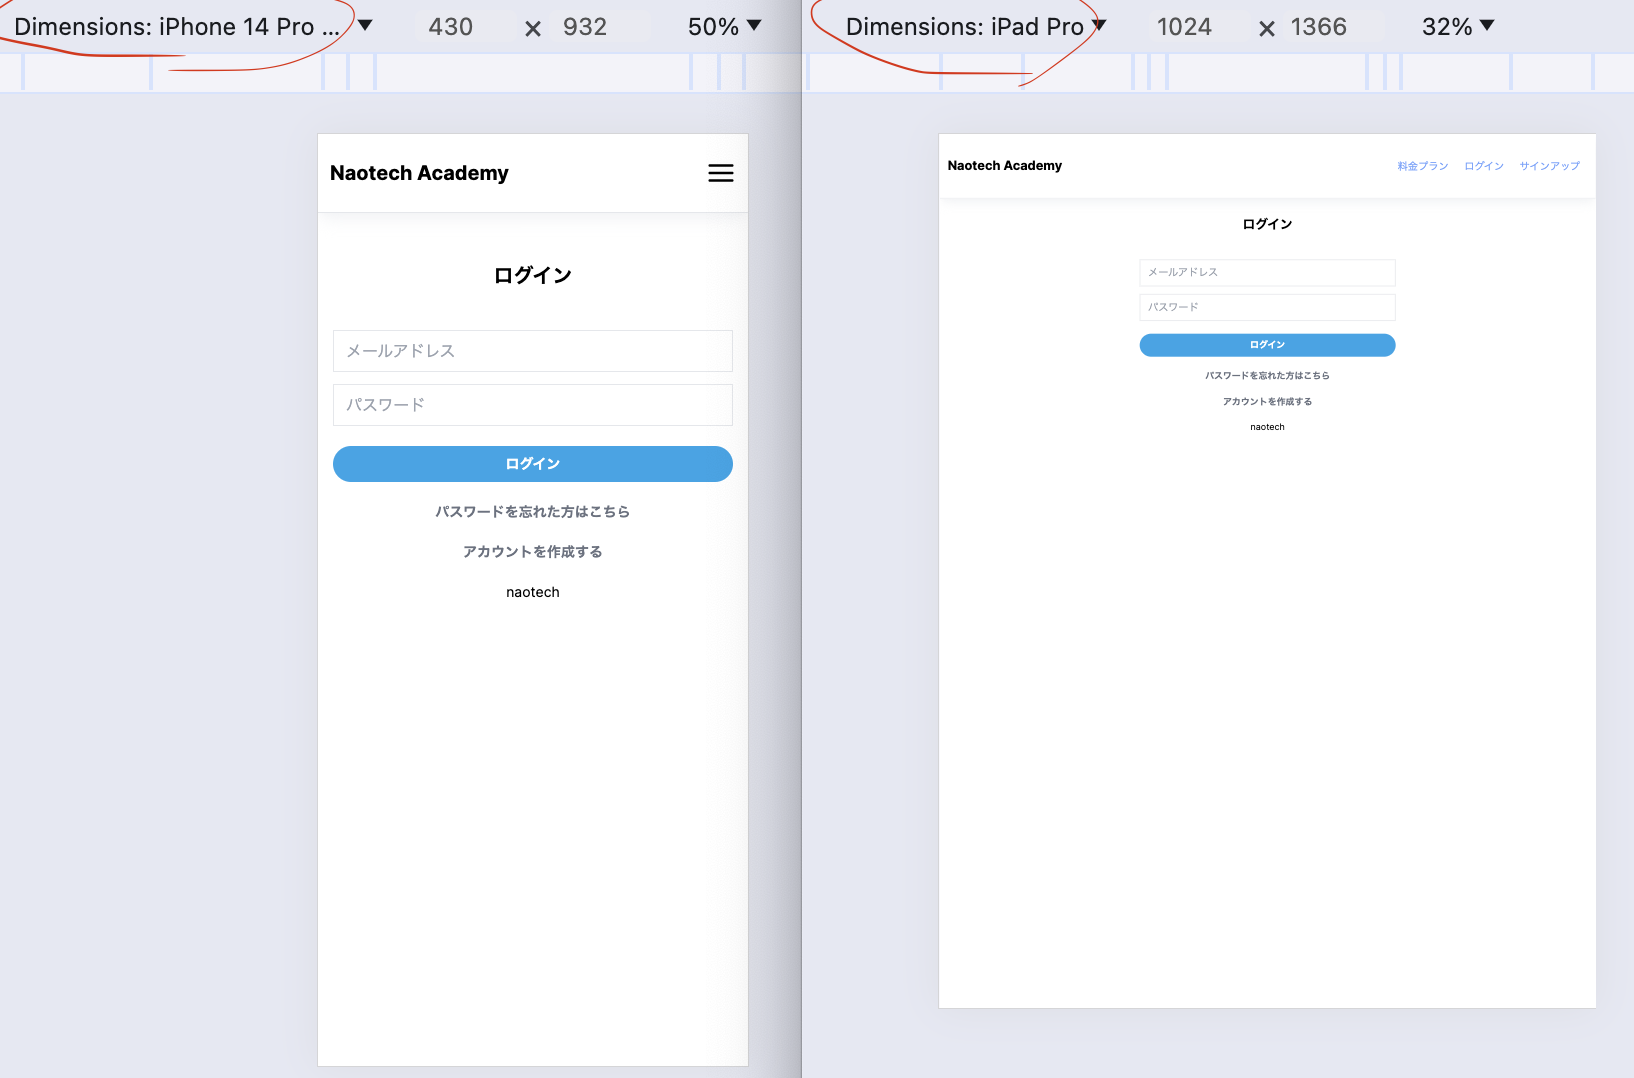 Dimensions: iPhone 14 Pro ... ▼ 430 × 932 50% ▼
Naotech Academy
ログイン
メールアドレス
パスワード
ログイン
パスワードを忘れた方はこちら
アカウントを作成する
naotech
Dimensions: iPad Pro ▼ 1024 × 1366 32% ▼
Naotech Academy 料金プラン ログイン サインアップ
ログイン
メールアドレス
パスワード
ログイン
パスワードを忘れた方はこちら
アカウントを作成する
naotech